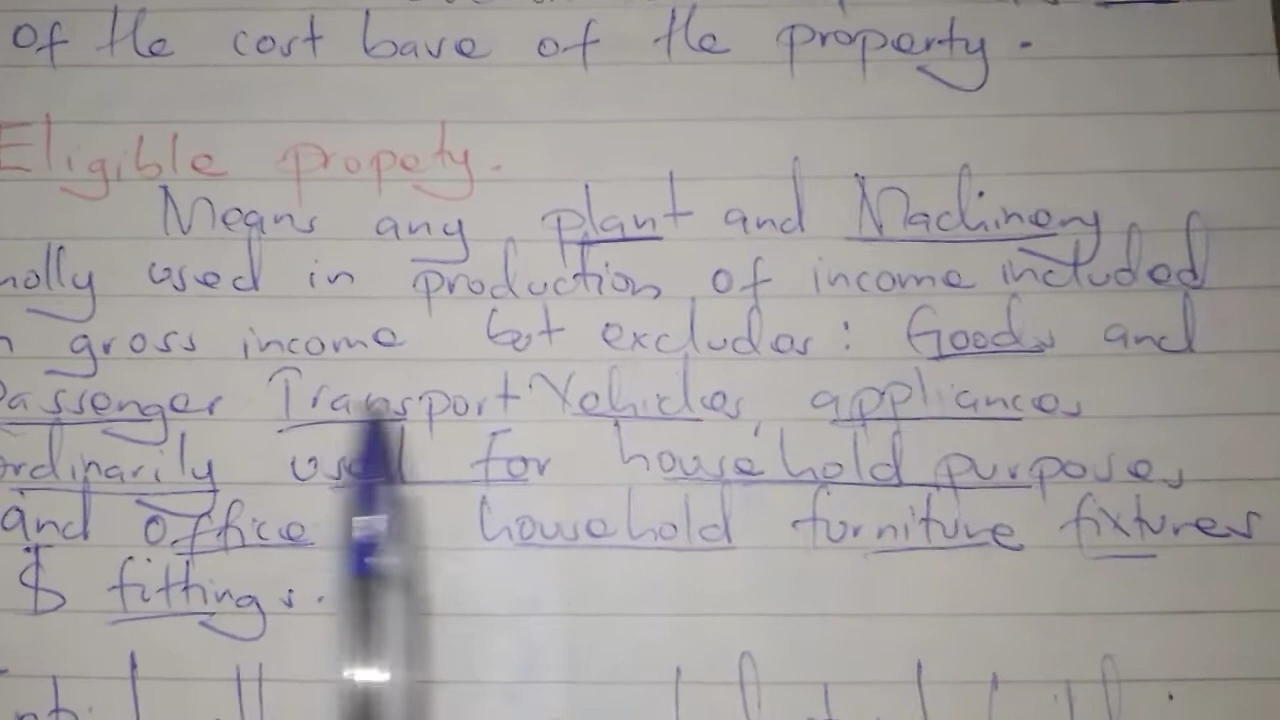 of the cost base of the property.
Eligible propety.
Means any plant and Machinery
nolly used in production of income included
gross income but excludes: Goods and
Passenger Transport Vehicles, appliances
ordinarily used for household purposes
and office household furniture fixtures
$ fittings.